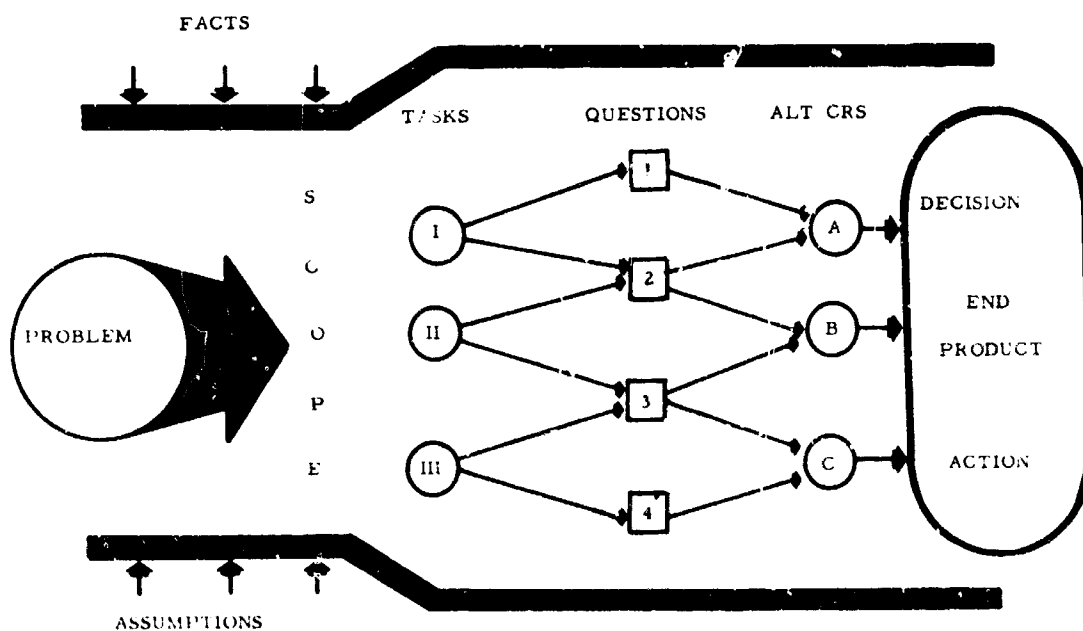 FACTS
TASKS
QUESTIONS
ALT CRS
S
C
O
P
E
PROBLEM
I
II
III
1
2
3
4
A
B
C
DECISION
END
PRODUCT
ACTION
ASSUMPTIONS